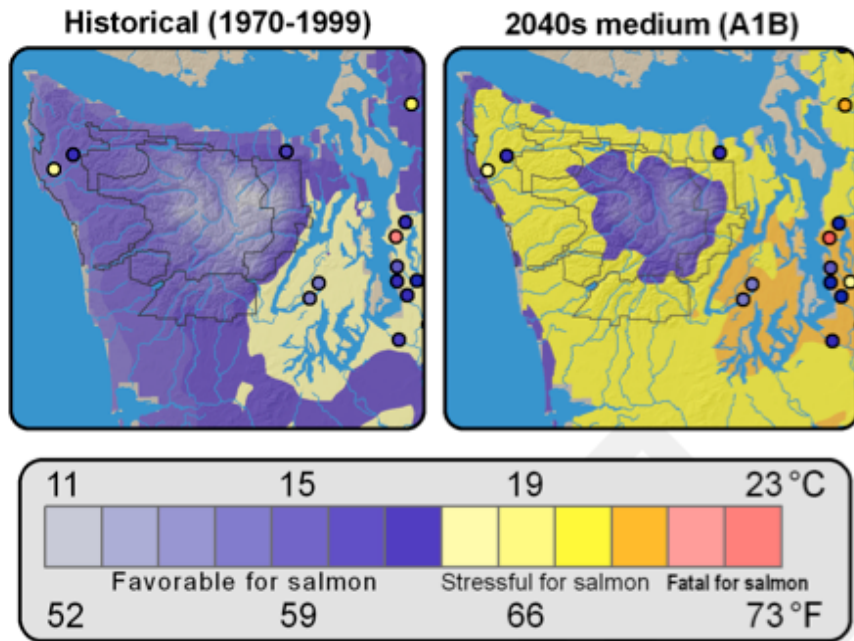 Historical (1970-1999)
2040s medium (A1B)
11 15 19 23 °C
Favorable for salmon Stressful for salmon Fatal for salmon
52 59 66 73 °F